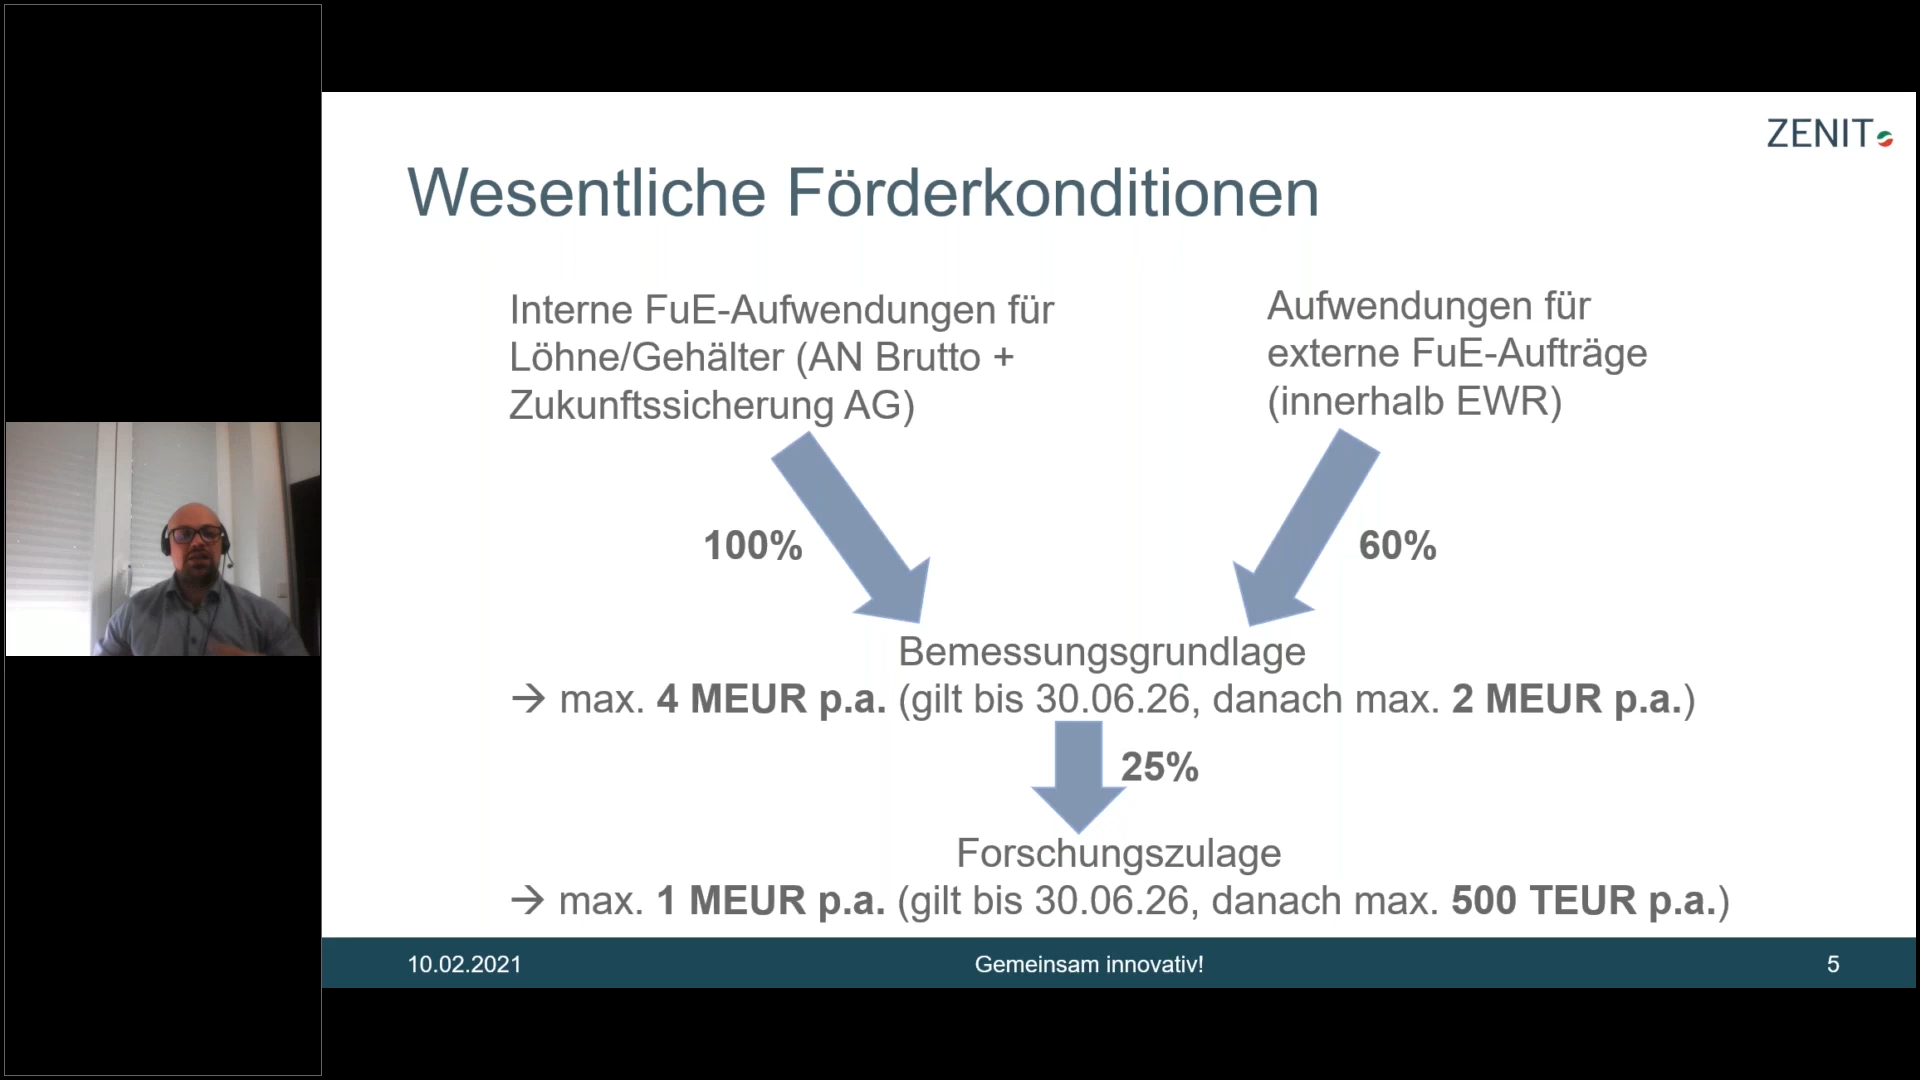 ZENIT
Wesentliche Förderkonditionen
Interne FuE-Aufwendungen für
Löhne/Gehälter (AN Brutto +
Zukunftssicherung AG)
Aufwendungen für
externe FuE-Aufträge
(innerhalb EWR)
100%
60%
Bemessungsgrundlage
→ max. 4 MEUR p.a. (gilt bis 30.06.26, danach max. 2 MEUR p.a.)
25%
Forschungszulage
→ max. 1 MEUR p.a. (gilt bis 30.06.26, danach max. 500 TEUR p.a.)
10.02.2021
Gemeinsam innovativ!
5